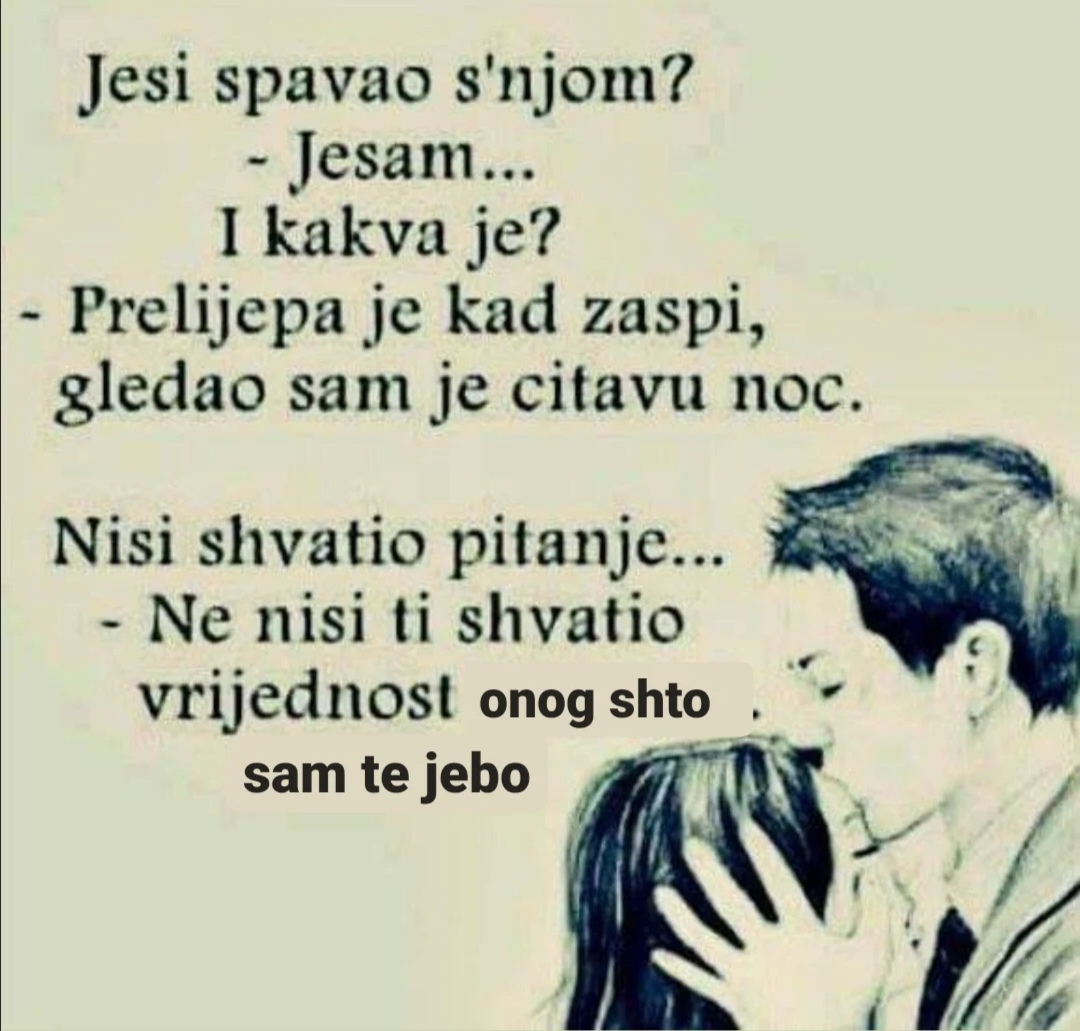 Jesi spavao s'njom?
- Jesam...
I kakva je?
- Prelijepa je kad zaspi,
gledao sam je citavu noc.
Nisi shvatio pitanje...
- Ne nisi ti shvatio
vrijednost onog shto .
sam te jebo